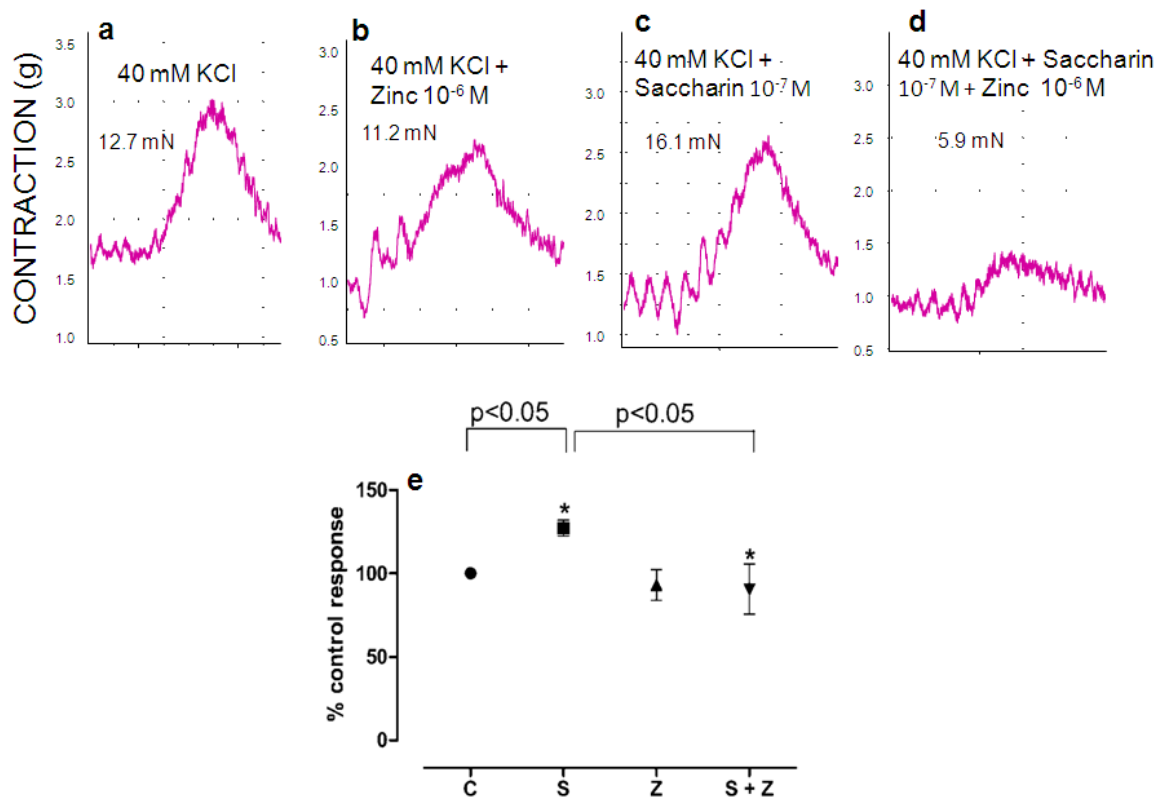 a
b
c
d
CONTRACTION (g)
3.5
3.0
2.5
2.0
1.5
1.0
40 mM KCl
12.7 mN
3.0
2.5
2.0
1.5
1.0
0.5
40 mM KCl +
Zinc 10⁻⁶ M
11.2 mN
3.0
2.5
2.0
1.5
1.0
40 mM KCl +
Saccharin 10⁻⁷ M
16.1 mN
3.5
3.0
2.5
2.0
1.5
1.0
0.5
40 mM KCl + Saccharin
10⁻⁷ M + Zinc 10⁻⁶ M
5.9 mN
p<0.05
p<0.05
e
% control response
150
100
50
0
*
*
C
S
Z
S + Z